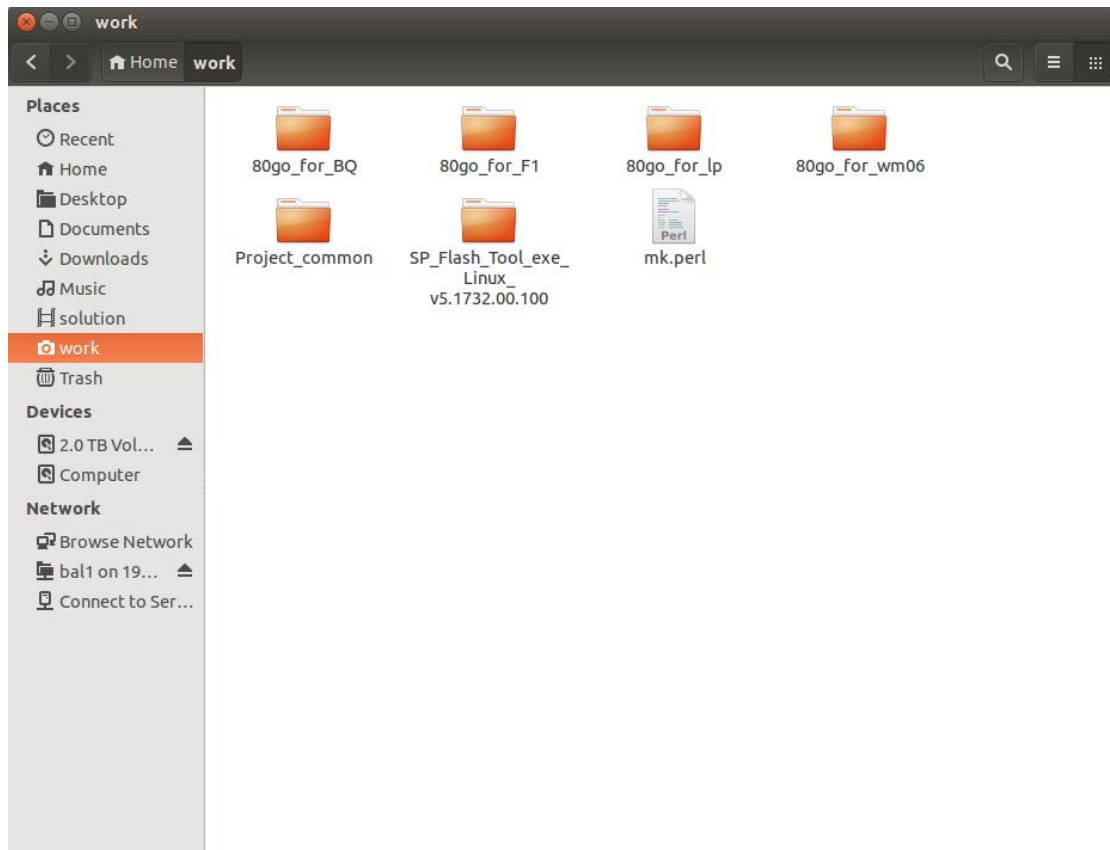 work
Home work
Places
Recent
Home
Desktop
Documents
Downloads
Music
solution
work
Trash
Devices
2.0 TB Vol...
Computer
Network
Browse Network
bal1 on 19...
Connect to Ser...
80go_for_BQ 80go_for_F1 80go_for_lp 80go_for_wm06
Perl
Project_common SP_Flash_Tool_exe_ mk.perl
Linux_
v5.1732.00.100